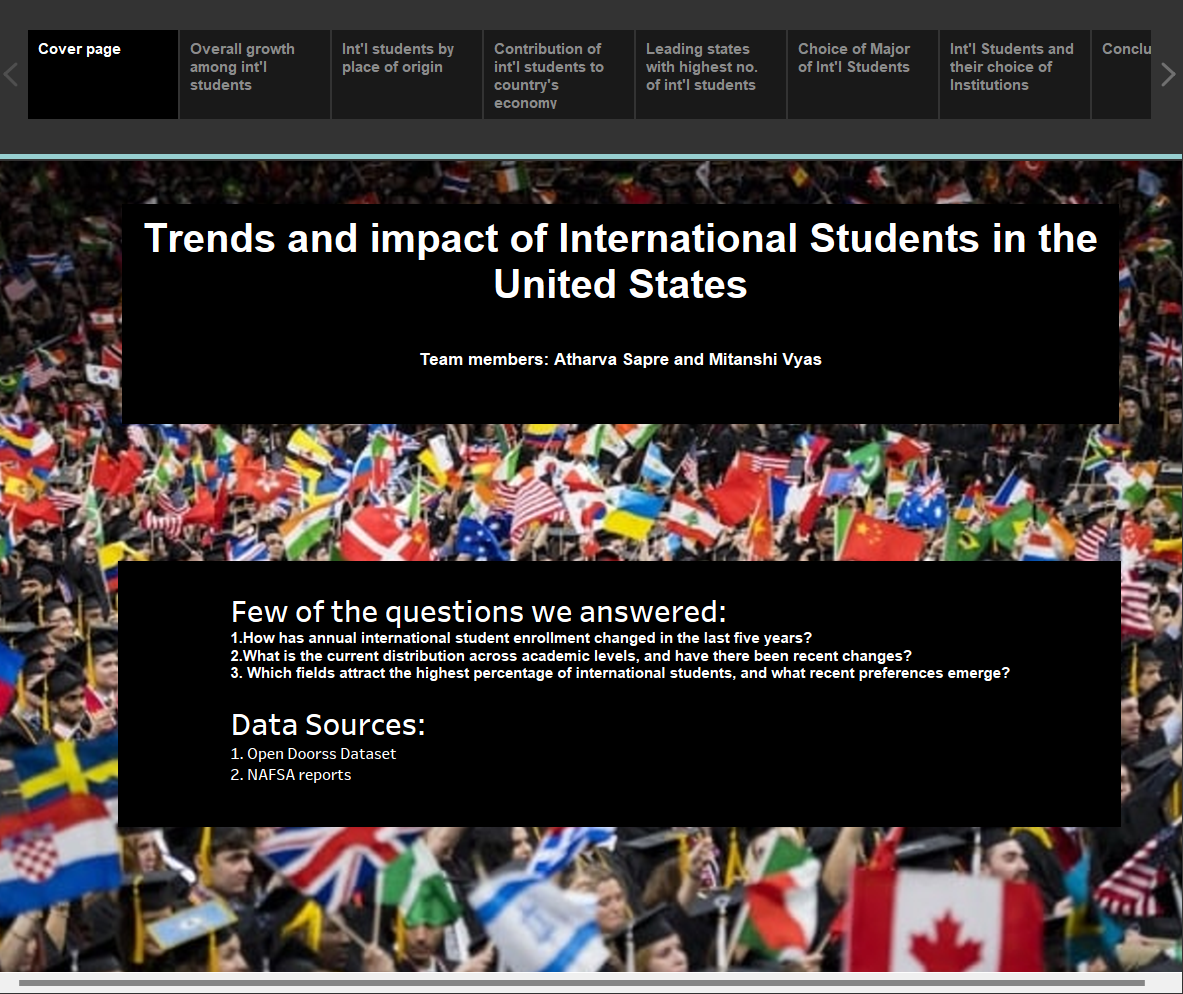 Cover page
Overall growth
among int'l
students
Int'l students by
place of origin
Contribution of
int'l students to
country's
economy
Leading states
with highest no.
of int'l students
Choice of Major
of Int'l Students
Int'l Students and
their choice of
Institutions
Conclu
Trends and impact of International Students in the
United States
Team members: Atharva Sapre and Mitanshi Vyas
Few of the questions we answered:
1.How has annual international student enrollment changed in the last five years?
2.What is the current distribution across academic levels, and have there been recent changes?
3. Which fields attract the highest percentage of international students, and what recent preferences emerge?
Data Sources:
1. Open Doorss Dataset
2. NAFSA reports